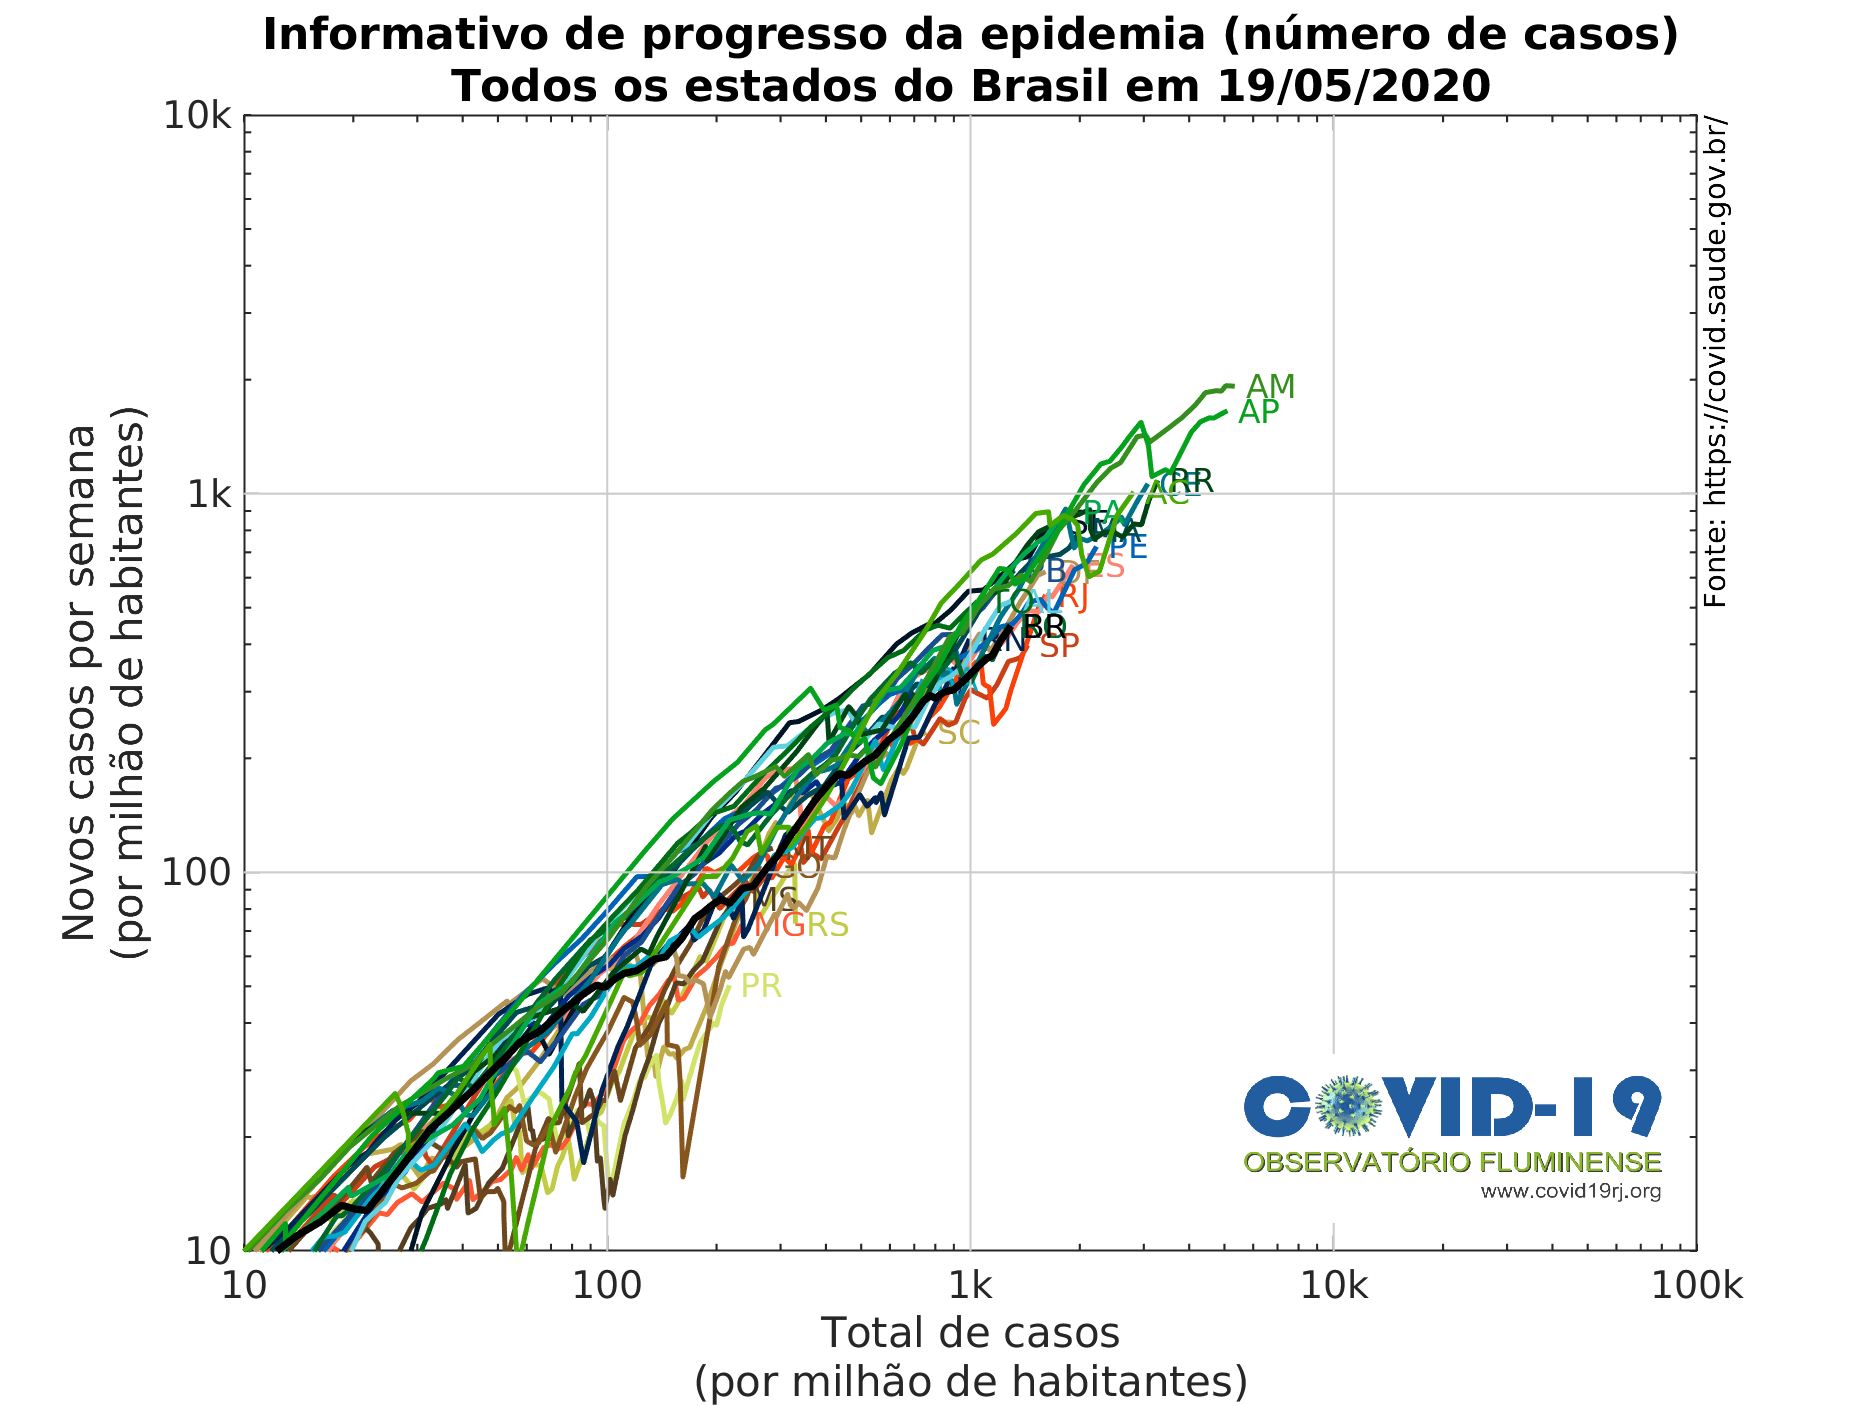 Informativo de progresso da epidemia (número de casos)
Todos os estados do Brasil em 19/05/2020
10k
1k
100
10
Novos casos por semana
(por milhão de habitantes)
Fonte: https://covid.saude.gov.br/
AM
AP
RR
CE
AC
PA
PE
ES
RJ
TO
BR
SP
SC
MS
MG
RS
PR
COVID-19
OBSERVATÓRIO FLUMINENSE
www.covid19rj.org
10
100
1k
10k
100k
Total de casos
(por milhão de habitantes)